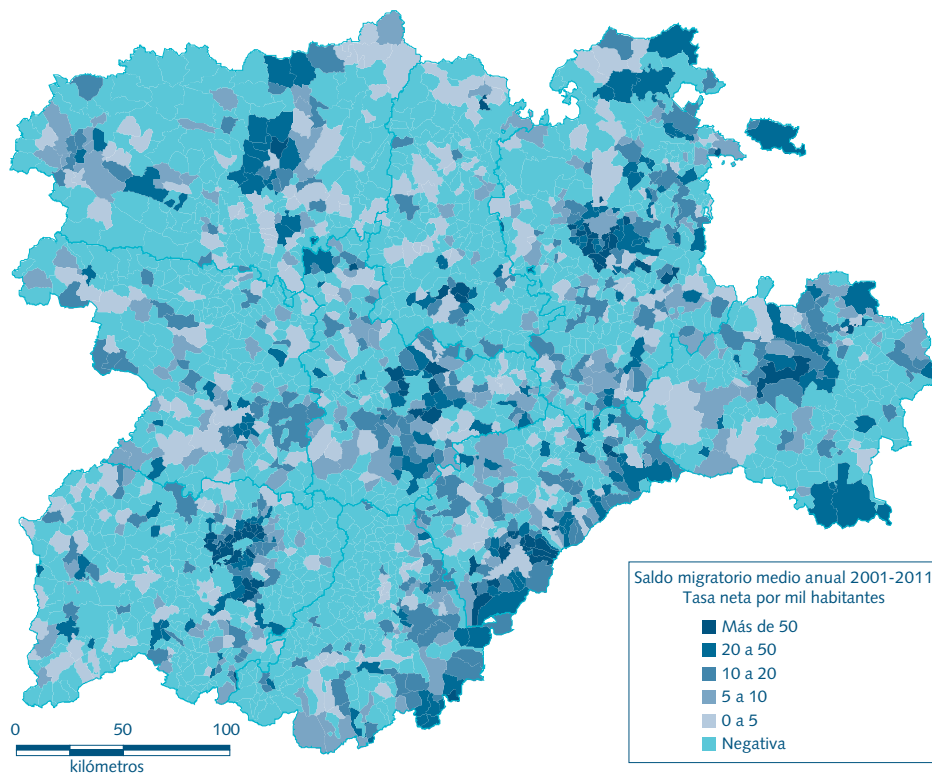 Saldo migratorio medio anual 2001-2011
Tasa neta por mil habitantes
Más de 50
20 a 50
10 a 20
5 a 10
0 a 5
Negativa
0 50 100
kilómetros